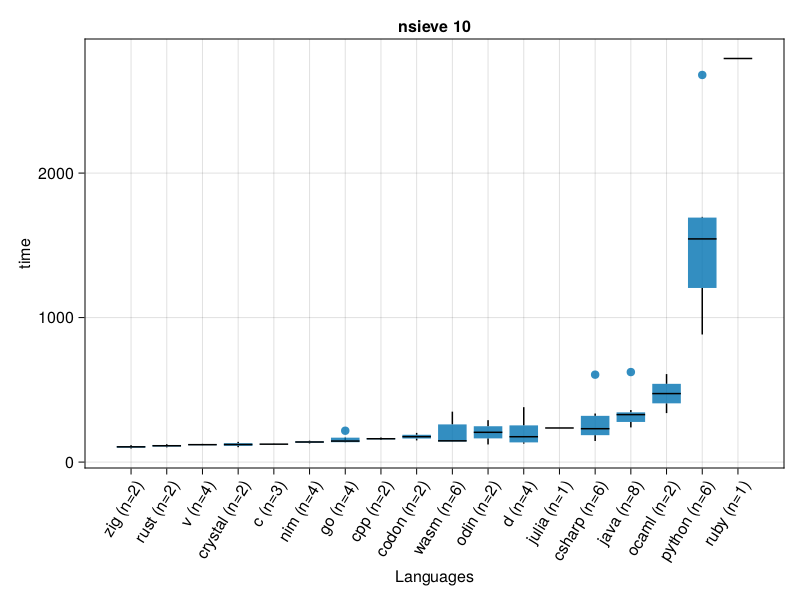 nsieve 10
2000
1000
0
time
zig (n=2)
rust (n=2)
v (n=4)
crystal (n=2)
c (n=3)
nim (n=4)
go (n=4)
cpp (n=2)
codon (n=2)
wasm (n=6)
odin (n=2)
d (n=4)
julia (n=1)
csharp (n=6)
java (n=8)
ocaml (n=2)
python (n=6)
ruby (n=1)
Languages